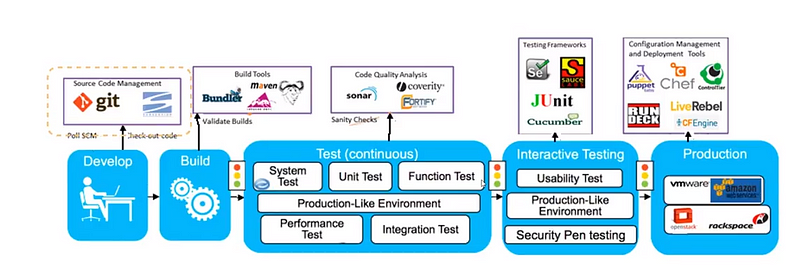 Testing Frameworks
Configuration Management
and Deployment Tools
Source Code Management
Build Tools
Code Quality Analysis
Se
SAUCE
LABS
puppet
labs
Chef
ControlTier
git
SUBVERSION
maven
Bundler
sonar
coverity
FORTIFY
JUnit
Cucumber
RUN
DECK
LiveRebel
CFEngine
Poll SCM
Check-out code
Validate Builds
Sanity Checks
Develop
Build
Test (continuous)
Interactive Testing
Production
System
Test
Unit Test
Function Test
Production-Like Environment
Performance
Test
Integration Test
Usability Test
Production-Like
Environment
Security Pen testing
vmware
amazon
web services
openstack
rackspace